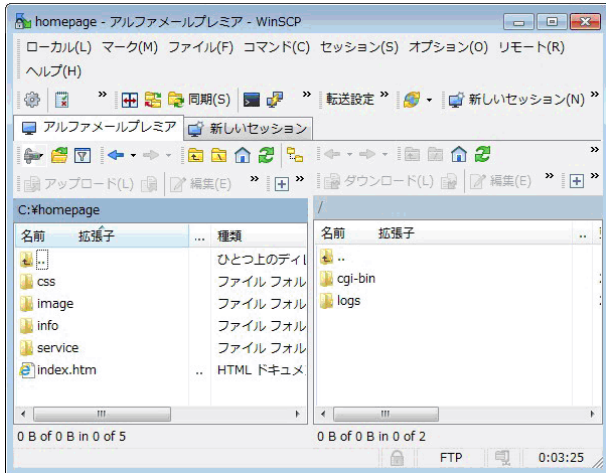 homepage - アルファメールプレミア - WinSCP
ローカル(L) マーク(M) ファイル(F) コマンド(C) セッション(S) オプション(O) リモート(R)
ヘルプ(H)
» 同期(S) » 転送設定 » 新しいセッション(N) »
アルファメールプレミア 新しいセッション
»
アップロード(L) 編集(E) » » ダウンロード(L) 編集(E) » »
C:¥homepage /
名前 拡張子 ... 種類 名前 拡張子 ..
.. ひとつ上のディレ ..
css ファイル フォル cgi-bin
image ファイル フォル logs
info ファイル フォル
service ファイル フォル
index.htm .. HTML ドキュメ
0 B of 0 B in 0 of 5 0 B of 0 B in 0 of 2
FTP 0:03:25